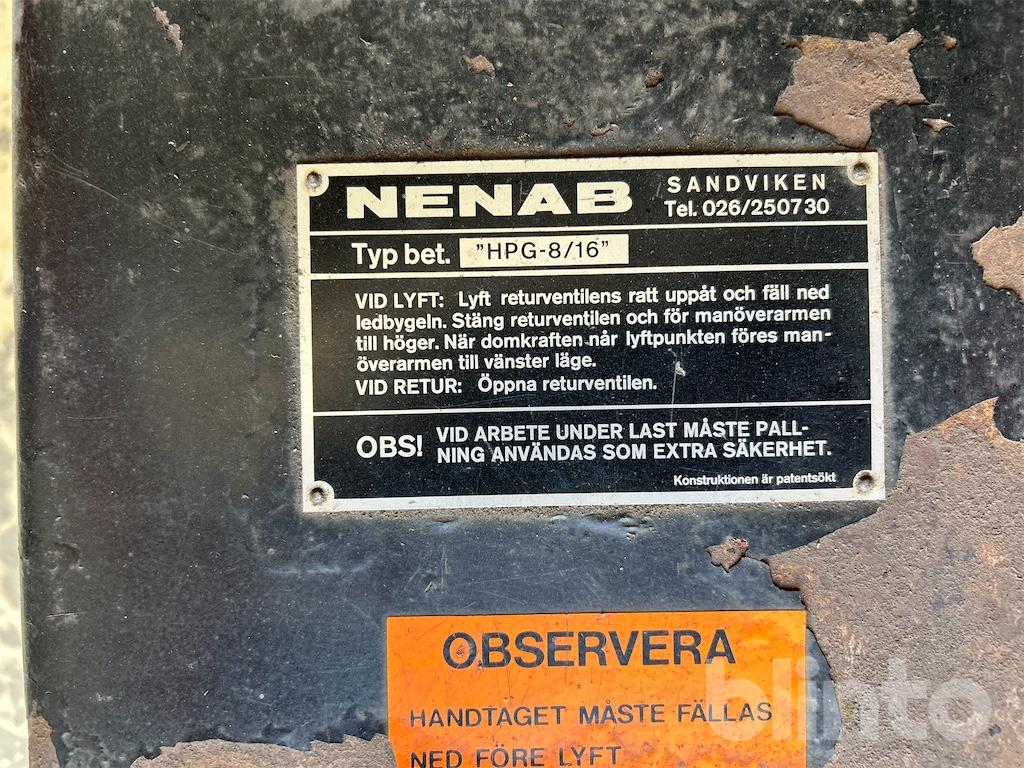 NENAB SANDVIKEN
Tel. 026/250730
Typ bet. "HPG-8/16"
VID LYFT: Lyft returventilens ratt uppåt och fäll ned
ledbygeln. Stäng returventilen och för manöverarmen
till höger. När domkraften når lyftpunkten föres man-
överarmen till vänster läge.
VID RETUR: Öppna returventilen.
OBS! VID ARBETE UNDER LAST MÅSTE PALL-
NING ANVÄNDAS SOM EXTRA SÄKERHET.
Konstruktionen är patentsökt
OBSERVERA
HANDTAGET MÅSTE FÄLLAS
NED FÖRE LYFT
blinto